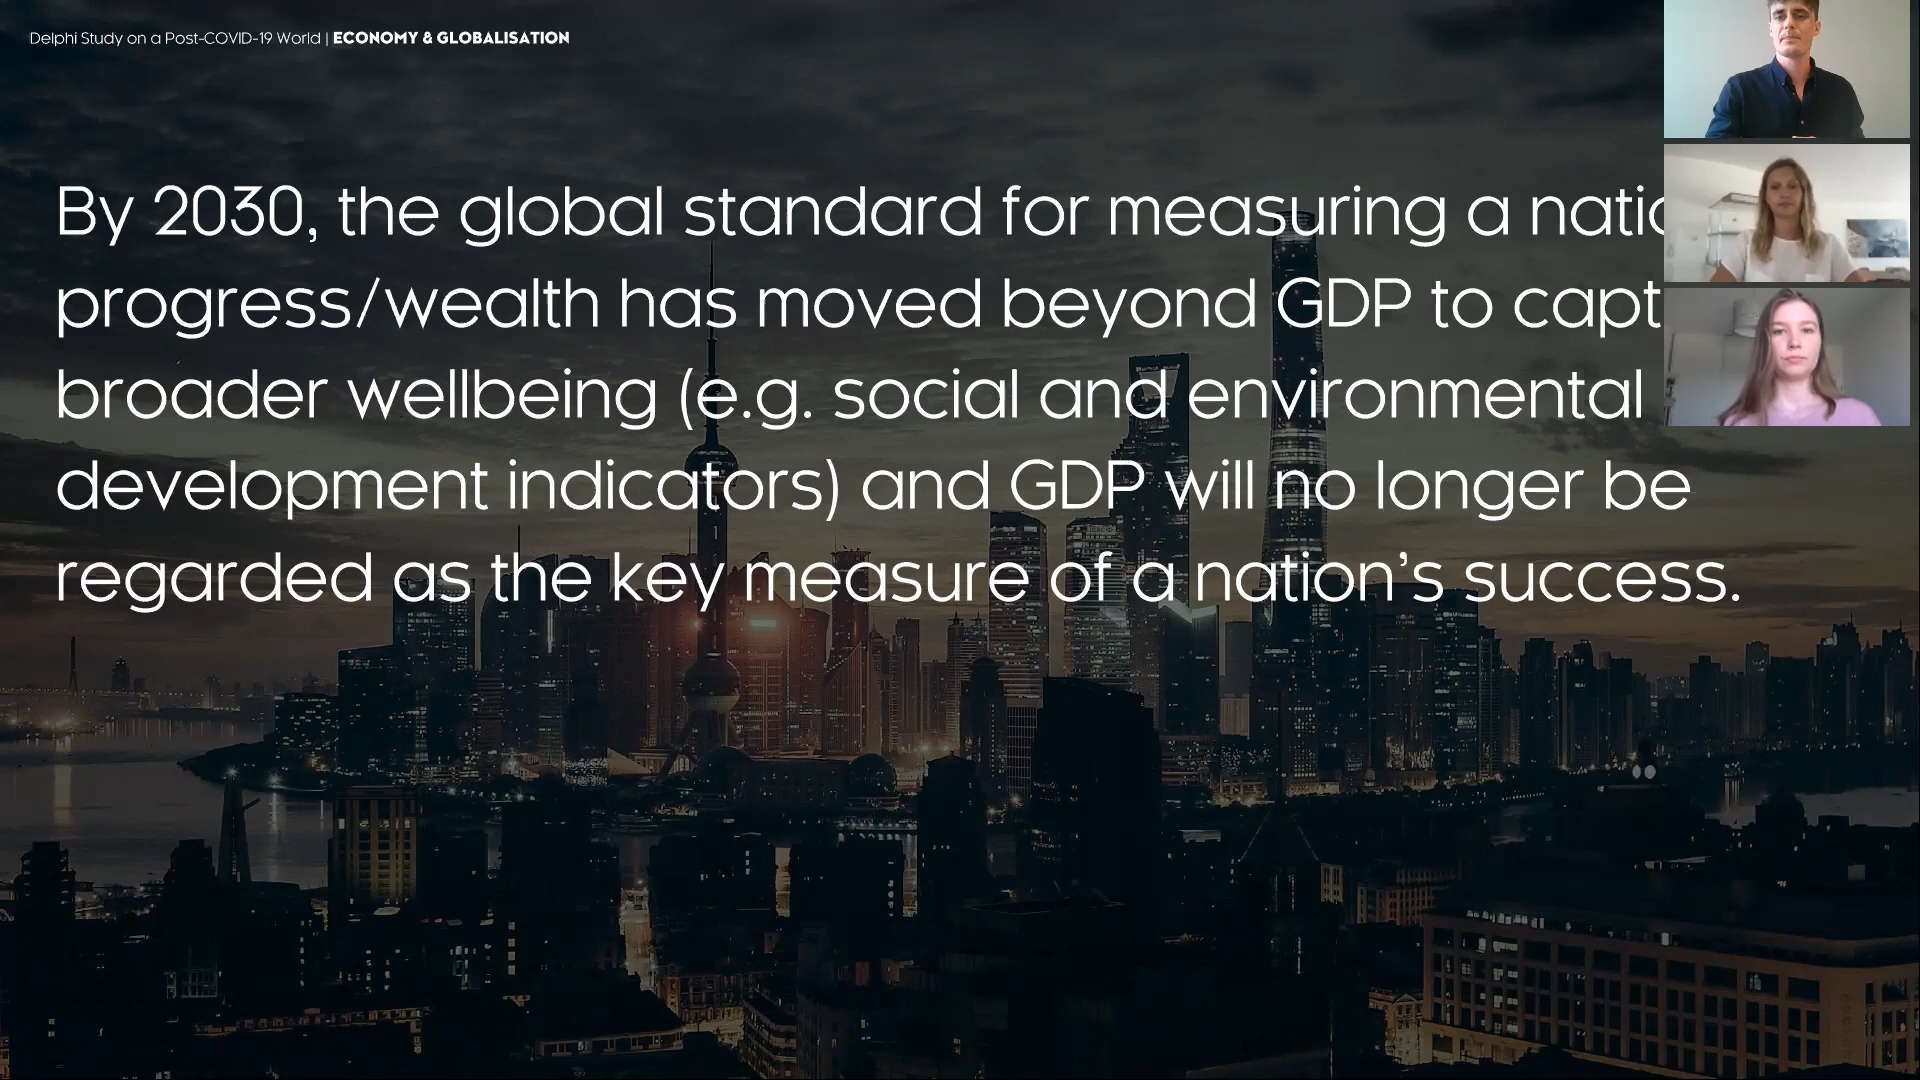 Delphi Study on a Post-COVID-19 World | ECONOMY & GLOBALISATION
By 2030, the global standard for measuring a
progress/wealth has moved beyond GDP to
broader wellbeing (e.g. social and environmental
development indicators) and GDP will no longer be
regarded as the key measure of a nation's success.